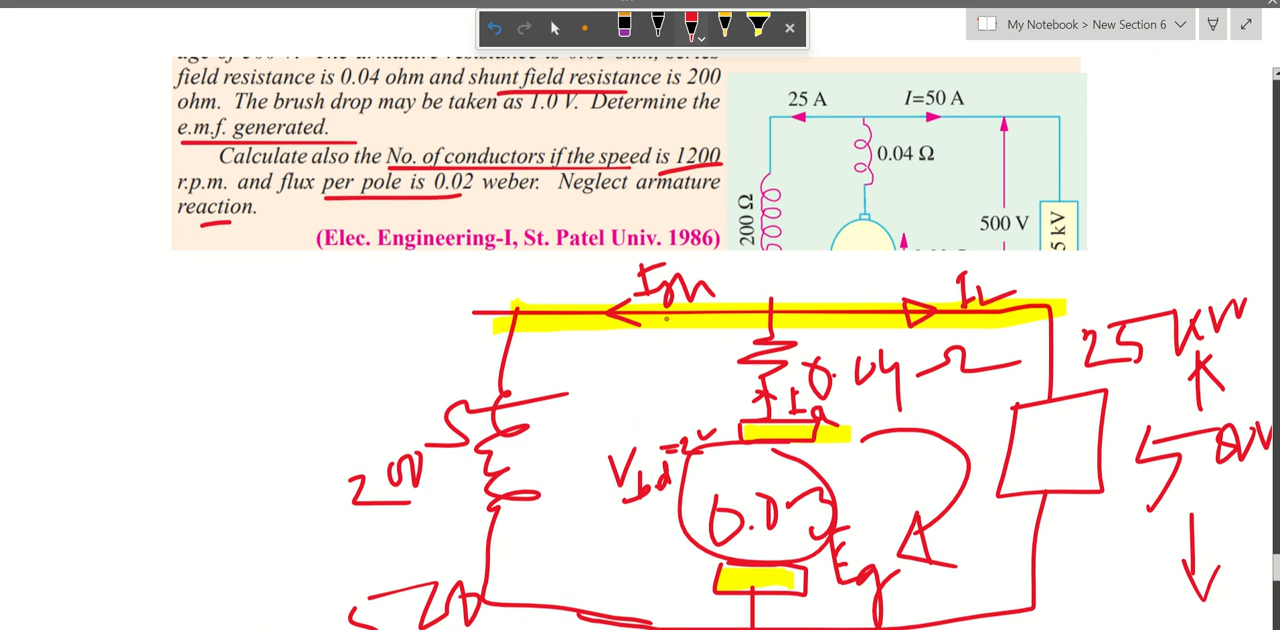 My Notebook > New Section 6
field resistance is 0.04 ohm and shunt field resistance is 200
ohm. The brush drop may be taken as 1.0 V. Determine the
e.m.f. generated.
Calculate also the No. of conductors if the speed is 1200
r.p.m. and flux per pole is 0.02 weber. Neglect armature
reaction.
(Elec. Engineering-I, St. Patel Univ. 1986)
25 A
I=50 A
0.04 Ω
200 Ω
500 V
5 kV
Ish
IL
25 KW
0.04 Ω
Ia
Vbd =2V
200
0.03
Eg
500V